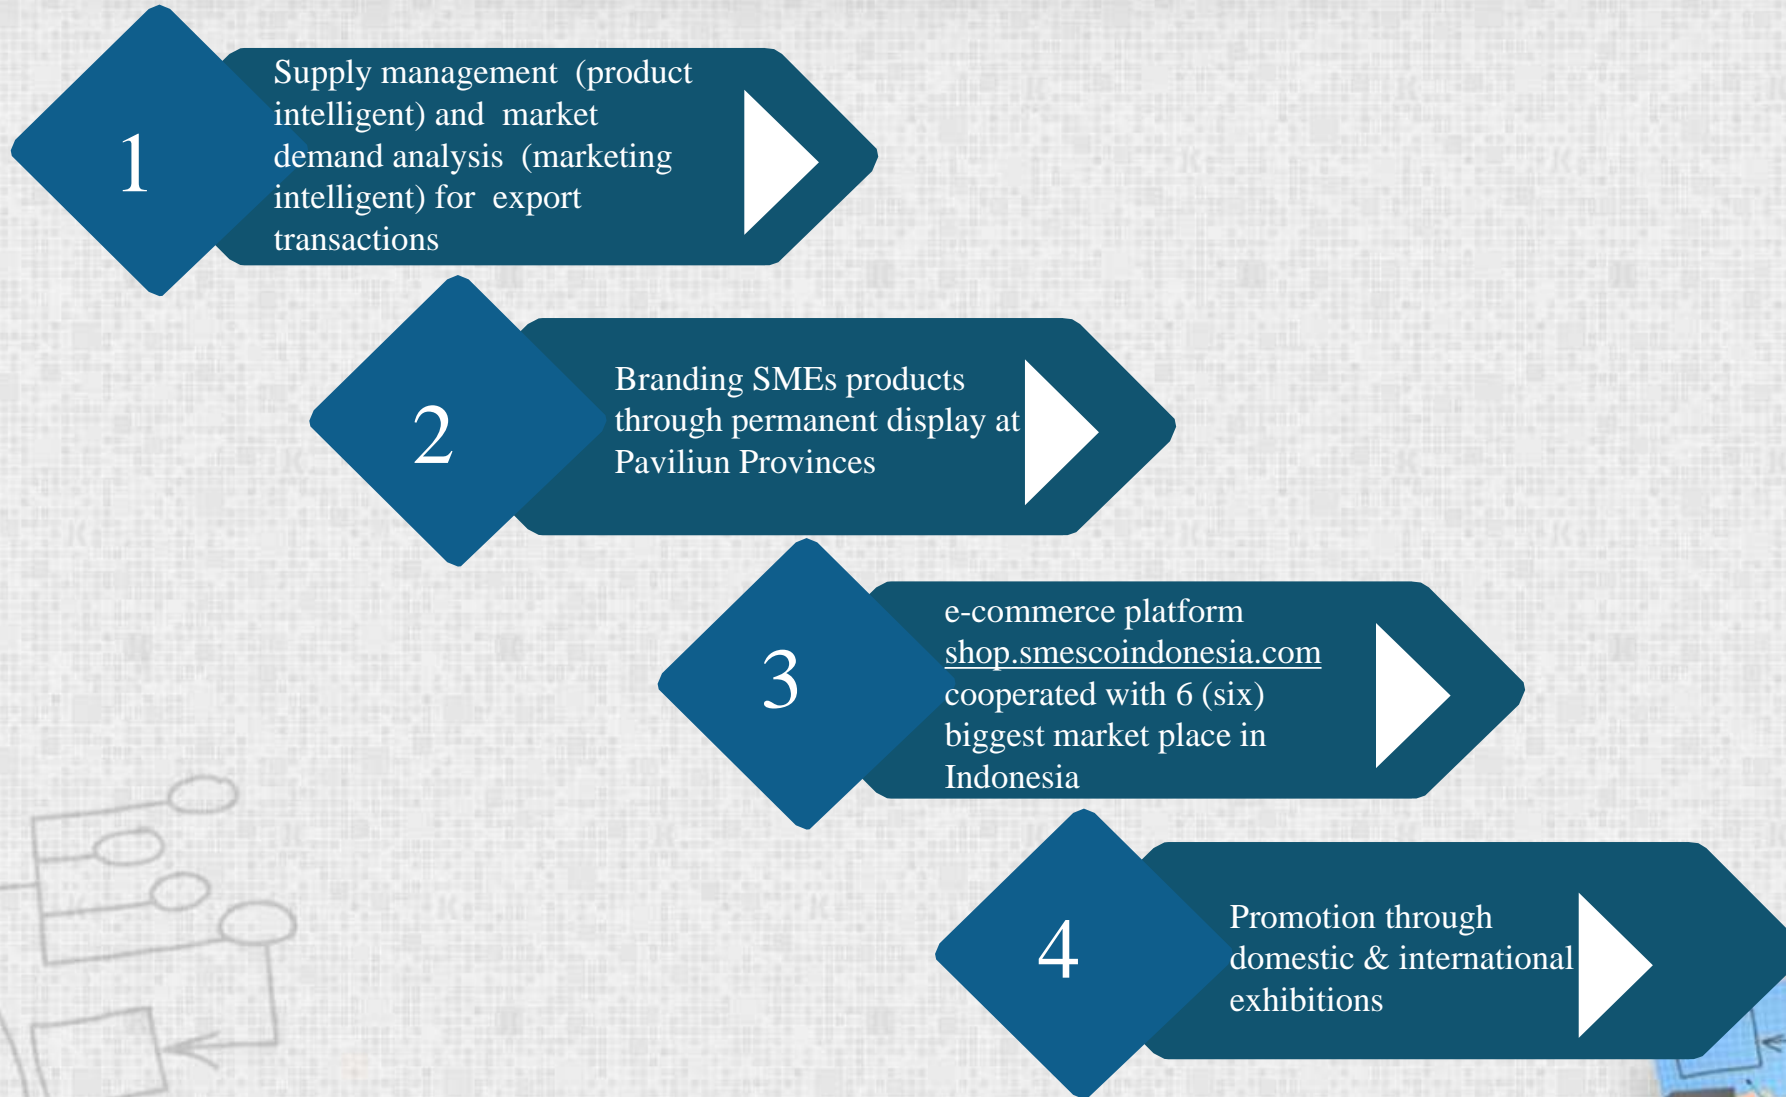 1
Supply management (product
intelligent) and market
demand analysis (marketing
intelligent) for export
transactions
2
Branding SMEs products
through permanent display at
Paviliun Provinces
3
e-commerce platform
shop.smescoindonesia.com
cooperated with 6 (six)
biggest market place in
Indonesia
4
Promotion through
domestic & international
exhibitions